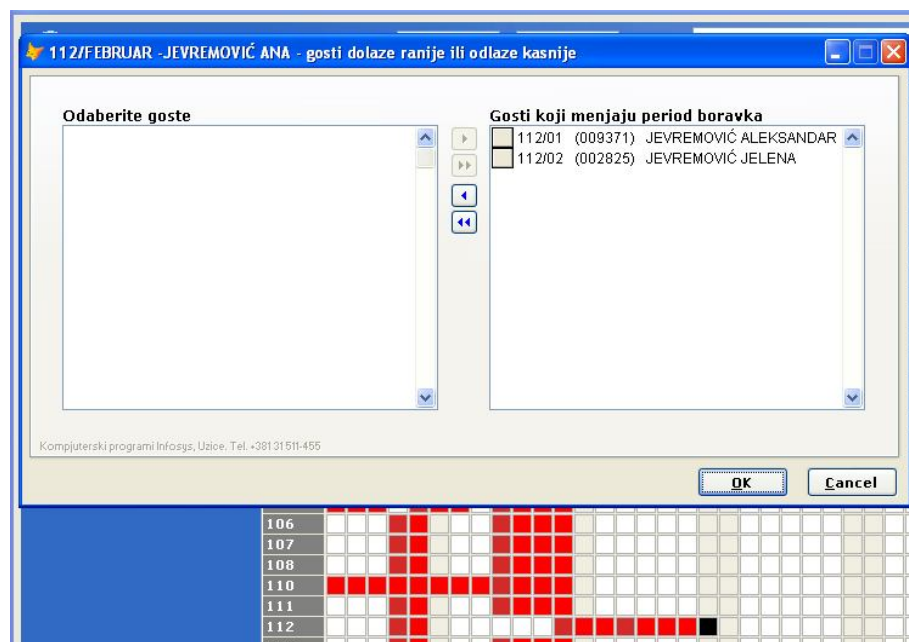 112/FEBRUAR -JEVREMOVIĆ ANA - gosti dolaze ranije ili odlaze kasnije
Odaberite goste
Gosti koji menjaju period boravka
112/01 (009371) JEVREMOVIĆ ALEKSANDAR
112/02 (002825) JEVREMOVIĆ JELENA
Kompjuterski programi Infosys, Uzice. Tel. +381 31 511-455
OK
Cancel
106
107
108
110
111
112